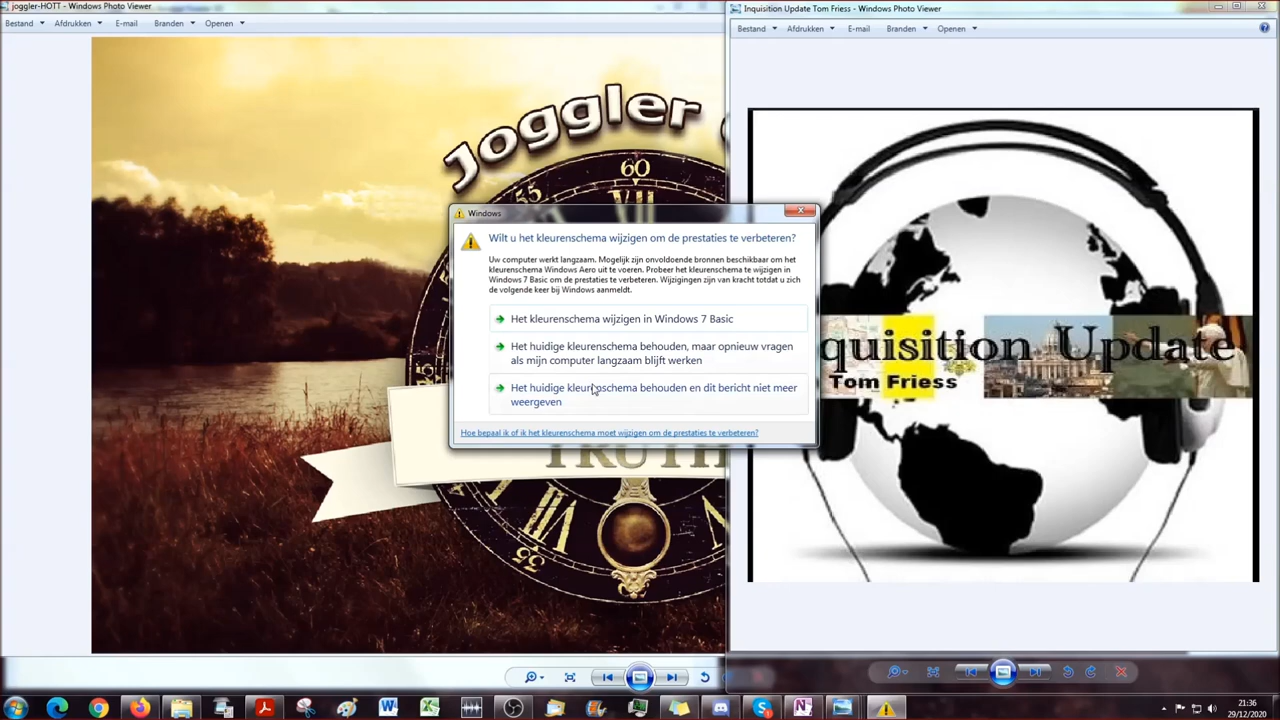 joggler-HOTT - Windows Photo Viewer
Bestand Afdrukken E-mail Branden Openen
Inquisition Update Tom Friess - Windows Photo Viewer
Bestand Afdrukken E-mail Branden Openen
Joggler
60
55
VII
Windows
Wilt u het kleurenschema wijzigen om de prestaties te verbeteren?
Uw computer werkt langzaam. Mogelijk zijn onvoldoende bronnen beschikbaar om het
kleurenschema Windows Aero uit te voeren. Probeer het kleurenschema te wijzigen in
Windows 7 Basic om de prestaties te verbeteren. Wijzigingen zijn van kracht totdat u zich
de volgende keer bij Windows aanmeldt.
Het kleurenschema wijzigen in Windows 7 Basic
Het huidige kleurenschema behouden, maar opnieuw vragen
als mijn computer langzaam blijft werken
Het huidige kleurenschema behouden en dit bericht niet meer
weergeven
Hoe bepaal ik of ik het kleurenschema moet wijzigen om de prestaties te verbeteren?
quisition Update
Tom Friess
TRUTH
35
21:36
29/12/2020